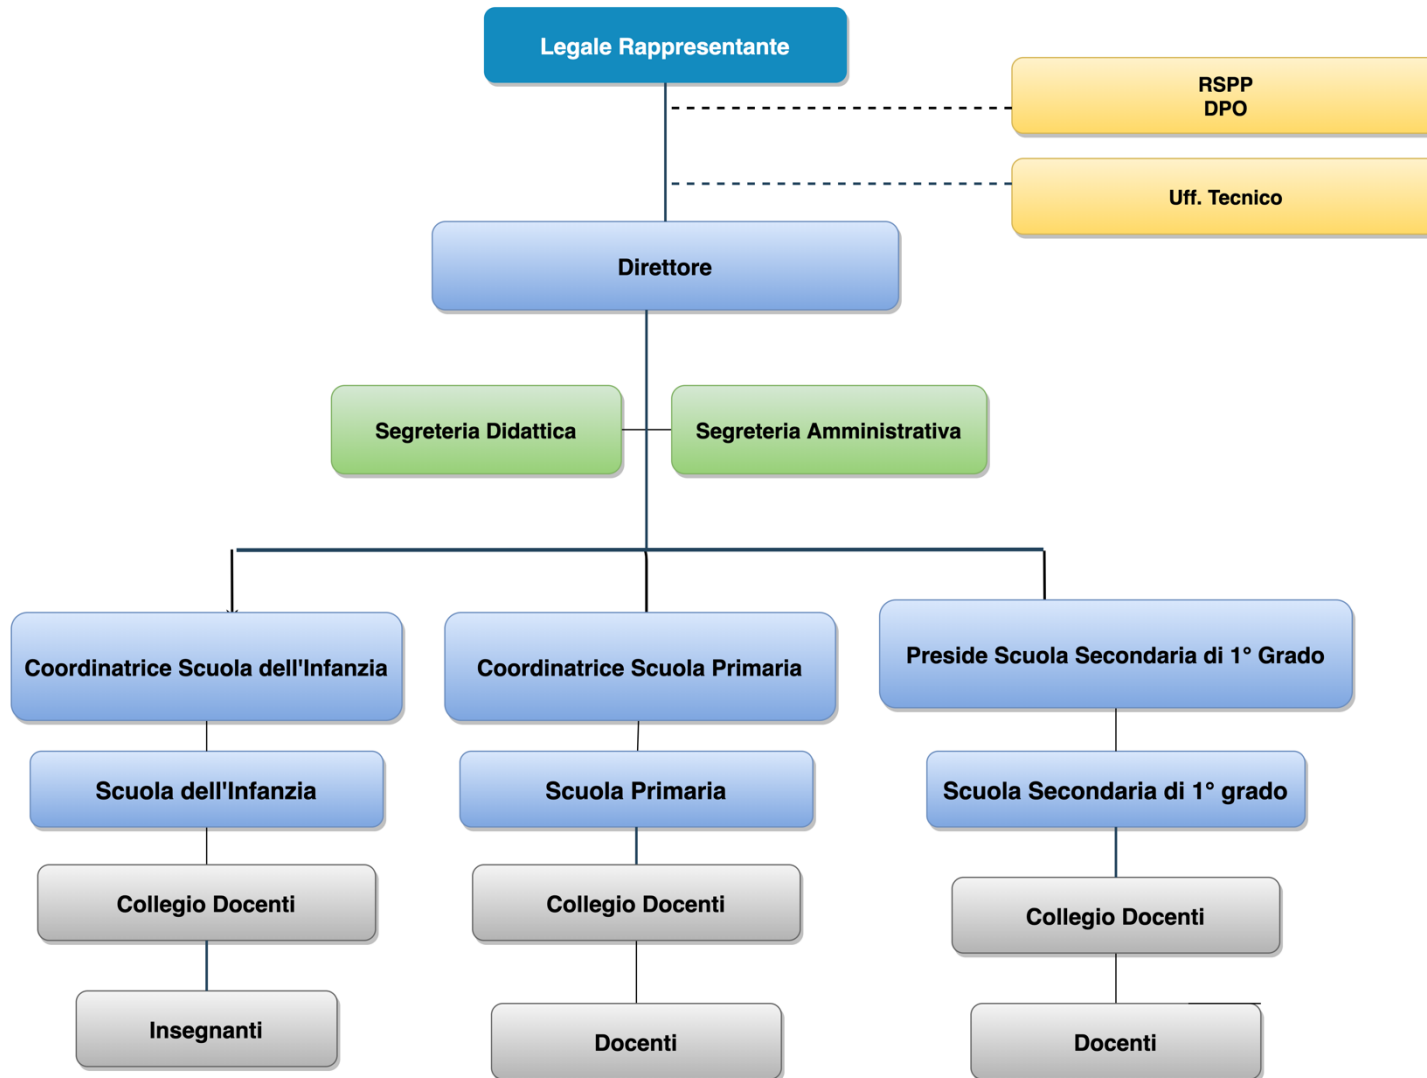 Legale Rappresentante
RSPP
DPO
Uff. Tecnico
Direttore
Segreteria Didattica
Segreteria Amministrativa
Coordinatrice Scuola dell'Infanzia
Coordinatrice Scuola Primaria
Preside Scuola Secondaria di 1° Grado
Scuola dell'Infanzia
Scuola Primaria
Scuola Secondaria di 1° grado
Collegio Docenti
Collegio Docenti
Collegio Docenti
Insegnanti
Docenti
Docenti